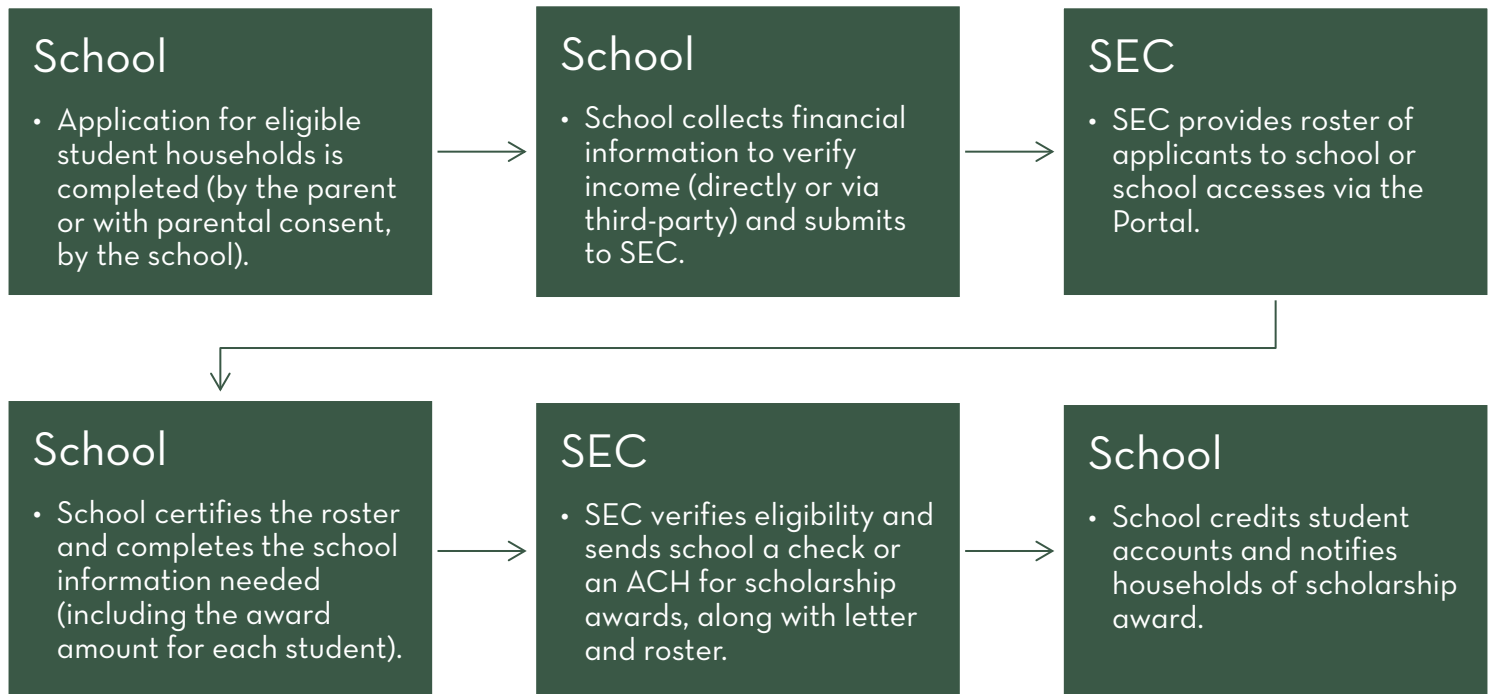 School
• Application for eligible
student households is
completed (by the parent
or with parental consent,
by the school).
School
• School collects financial
information to verify
income (directly or via
third-party) and submits
to SEC.
SEC
• SEC provides roster of
applicants to school or
school accesses via the
Portal.
School
• School certifies the roster
and completes the school
information needed
(including the award
amount for each student).
SEC
• SEC verifies eligibility and
sends school a check or
an ACH for scholarship
awards, along with letter
and roster.
School
• School credits student
accounts and notifies
households of scholarship
award.